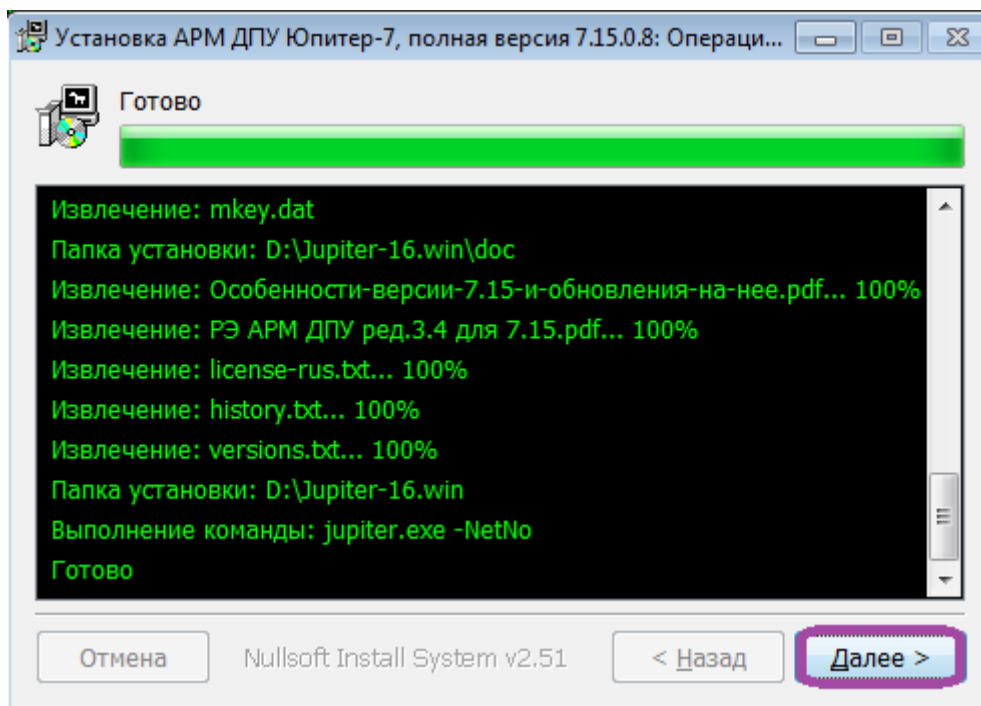 Установка АРМ ДПУ Юпитер-7, полная версия 7.15.0.8: Операци...
Готово
Извлечение: mkey.dat
Папка установки: D:\Jupiter-16.win\doc
Извлечение: Особенности-версии-7.15-и-обновления-на-нее.pdf... 100%
Извлечение: РЭ АРМ ДПУ ред.3.4 для 7.15.pdf... 100%
Извлечение: license-rus.txt... 100%
Извлечение: history.txt... 100%
Извлечение: versions.txt... 100%
Папка установки: D:\Jupiter-16.win
Выполнение команды: jupiter.exe -NetNo
Готово
Отмена Nullsoft Install System v2.51 < Назад Далее >